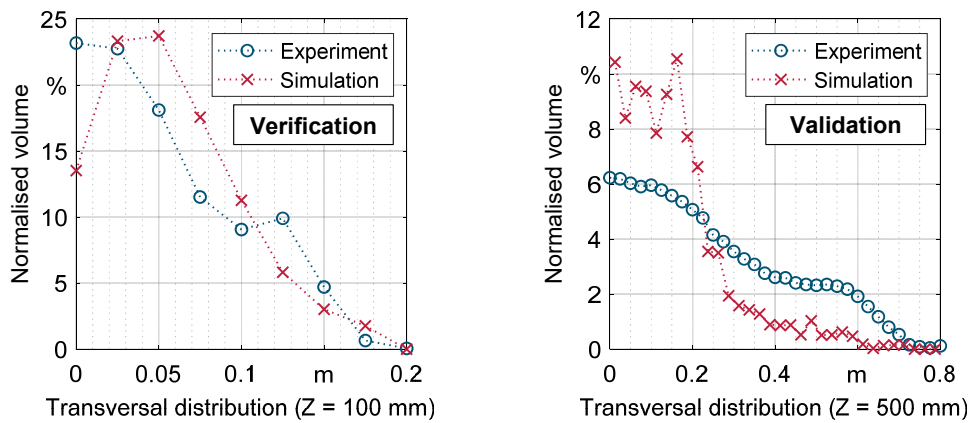 25
%
15
10
5
0
Normalised volume
Experiment
Simulation
Verification
0 0.05 0.1 m 0.2
Transversal distribution (Z = 100 mm)
12
%
8
6
4
2
0
Normalised volume
Experiment
Simulation
Validation
0 0.2 0.4 m 0.8
Transversal distribution (Z = 500 mm)